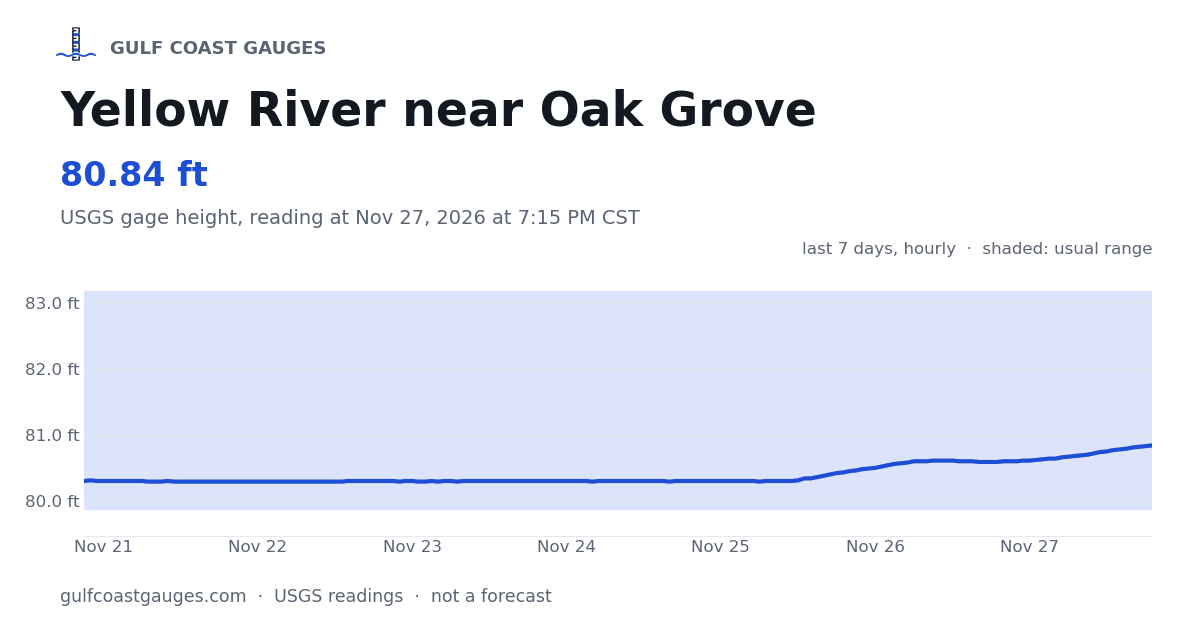 GULF COAST GAUGES
Yellow River near Oak Grove
80.84 ft
USGS gage height, reading at Nov 27, 2026 at 7:15 PM CST
last 7 days, hourly · shaded: usual range
83.0 ft
82.0 ft
81.0 ft
80.0 ft
Nov 21 Nov 22 Nov 23 Nov 24 Nov 25 Nov 26 Nov 27
gulfcoastgauges.com · USGS readings · not a forecast